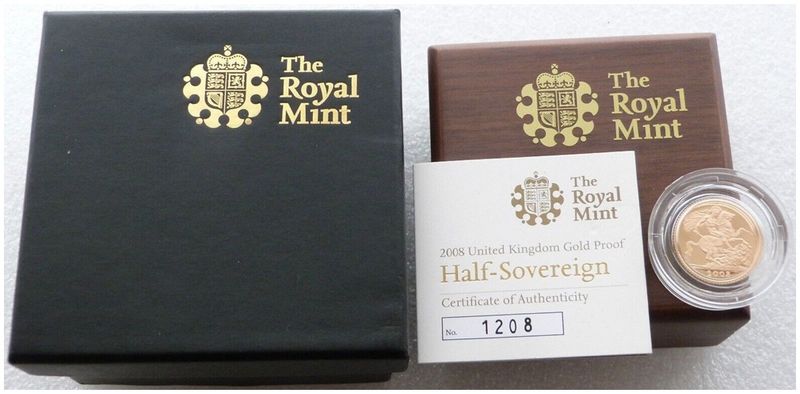 The
Royal
Mint
The
Royal
Mint
The
Royal
Mint
2008 United Kingdom Gold Proof
Half-Sovereign
Certificate of Authenticity
No. 1208
2008